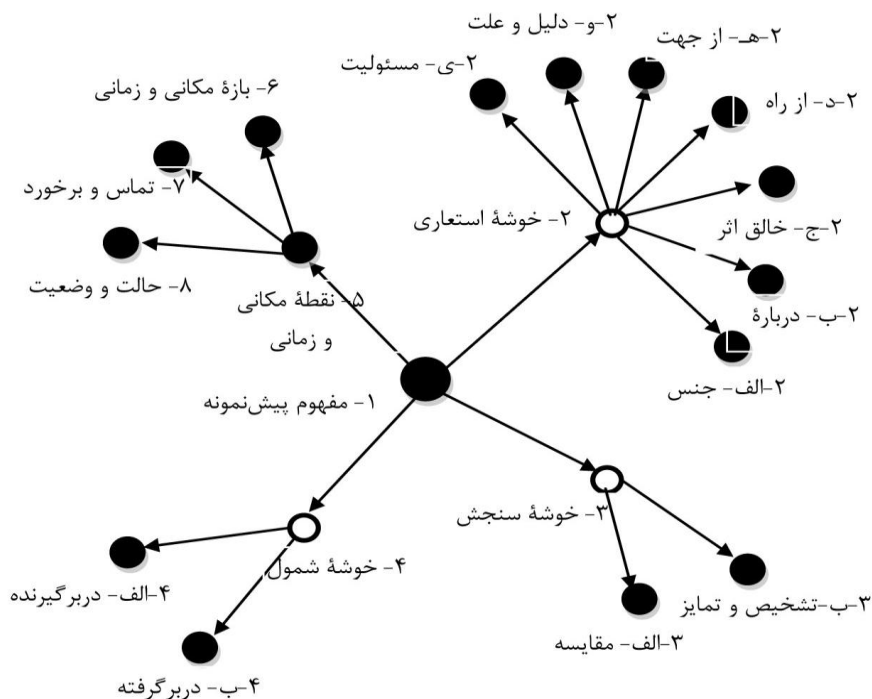 ۱- مفهوم پیش‌نمونه
۲- خوشهٔ استعاری
۲-الف- جنس
۲-ب- دربارهٔ
۲-ج- خالق اثر
۲-د- از راه
۲-هـ- از جهت
۲-و- دلیل و علت
۲-ی- مسئولیت
۳- خوشهٔ سنجش
۳-الف- مقایسه
۳-ب-تشخیص و تمایز
۴- خوشهٔ شمول
۴-الف- دربرگیرنده
۴-ب- دربرگرفته
۵- نقطهٔ مکانی
و زمانی
۶- بازهٔ مکانی و زمانی
۷- تماس و برخورد
۸- حالت و وضعیت